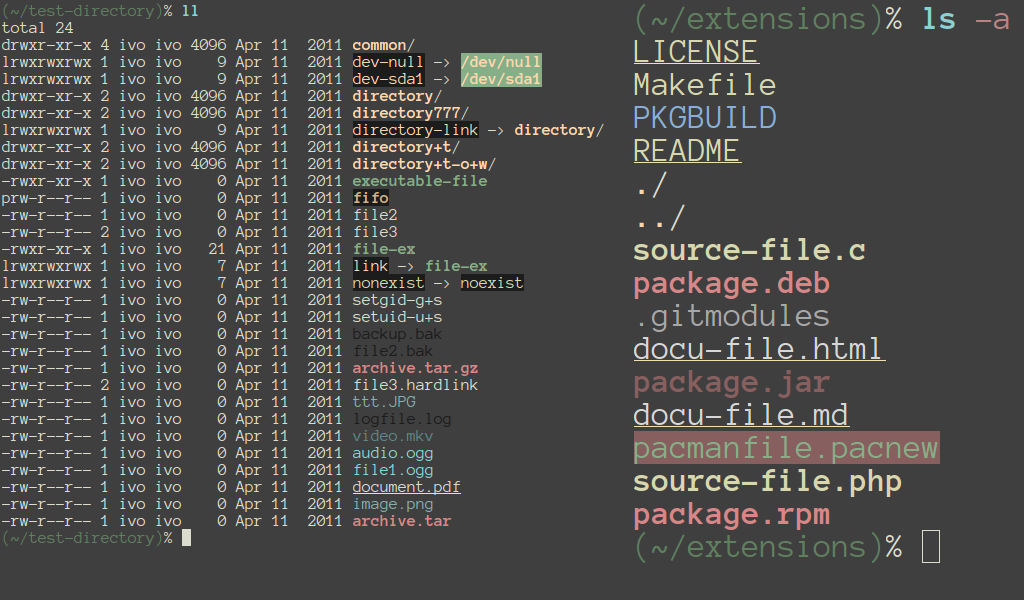 (~/test-directory)% ll
total 24
drwxr-xr-x 4 ivo ivo 4096 Apr 11  2011 common/
lrwxrwxrwx 1 ivo ivo    9 Apr 11  2011 dev-null -> /dev/null
lrwxrwxrwx 1 ivo ivo    9 Apr 11  2011 dev-sda1 -> /dev/sda1
drwxr-xr-x 2 ivo ivo 4096 Apr 11  2011 directory/
drwxr-xr-x 2 ivo ivo 4096 Apr 11  2011 directory777/
lrwxrwxrwx 1 ivo ivo    9 Apr 11  2011 directory-link -> directory/
drwxr-xr-x 2 ivo ivo 4096 Apr 11  2011 directory+t/
drwxr-xr-x 2 ivo ivo 4096 Apr 11  2011 directory+t-o+w/
-rwxr-xr-x 1 ivo ivo    0 Apr 11  2011 executable-file
prw-r--r-- 1 ivo ivo    0 Apr 11  2011 fifo
-rw-r--r-- 1 ivo ivo    0 Apr 11  2011 file2
-rw-r--r-- 2 ivo ivo    0 Apr 11  2011 file3
-rwxr-xr-x 1 ivo ivo   21 Apr 11  2011 file-ex
lrwxrwxrwx 1 ivo ivo    7 Apr 11  2011 link -> file-ex
lrwxrwxrwx 1 ivo ivo    7 Apr 11  2011 nonexist -> noexist
-rw-r--r-- 1 ivo ivo    0 Apr 11  2011 setgid-g+s
-rw-r--r-- 1 ivo ivo    0 Apr 11  2011 setuid-u+s
-rw-r--r-- 1 ivo ivo    0 Apr 11  2011 backup.bak
-rw-r--r-- 1 ivo ivo    0 Apr 11  2011 file2.bak
-rw-r--r-- 1 ivo ivo    0 Apr 11  2011 archive.tar.gz
-rw-r--r-- 2 ivo ivo    0 Apr 11  2011 file3.hardlink
-rw-r--r-- 1 ivo ivo    0 Apr 11  2011 ttt.JPG
-rw-r--r-- 1 ivo ivo    0 Apr 11  2011 logfile.log
-rw-r--r-- 1 ivo ivo    0 Apr 11  2011 video.mkv
-rw-r--r-- 1 ivo ivo    0 Apr 11  2011 audio.ogg
-rw-r--r-- 1 ivo ivo    0 Apr 11  2011 file1.ogg
-rw-r--r-- 1 ivo ivo    0 Apr 11  2011 document.pdf
-rw-r--r-- 1 ivo ivo    0 Apr 11  2011 image.png
-rw-r--r-- 1 ivo ivo    0 Apr 11  2011 archive.tar
(~/test-directory)%
(~/extensions)% ls -a
LICENSE
Makefile
PKGBUILD
README
./
../
source-file.c
package.deb
.gitmodules
docu-file.html
package.jar
docu-file.md
pacmanfile.pacnew
source-file.php
package.rpm
(~/extensions)%